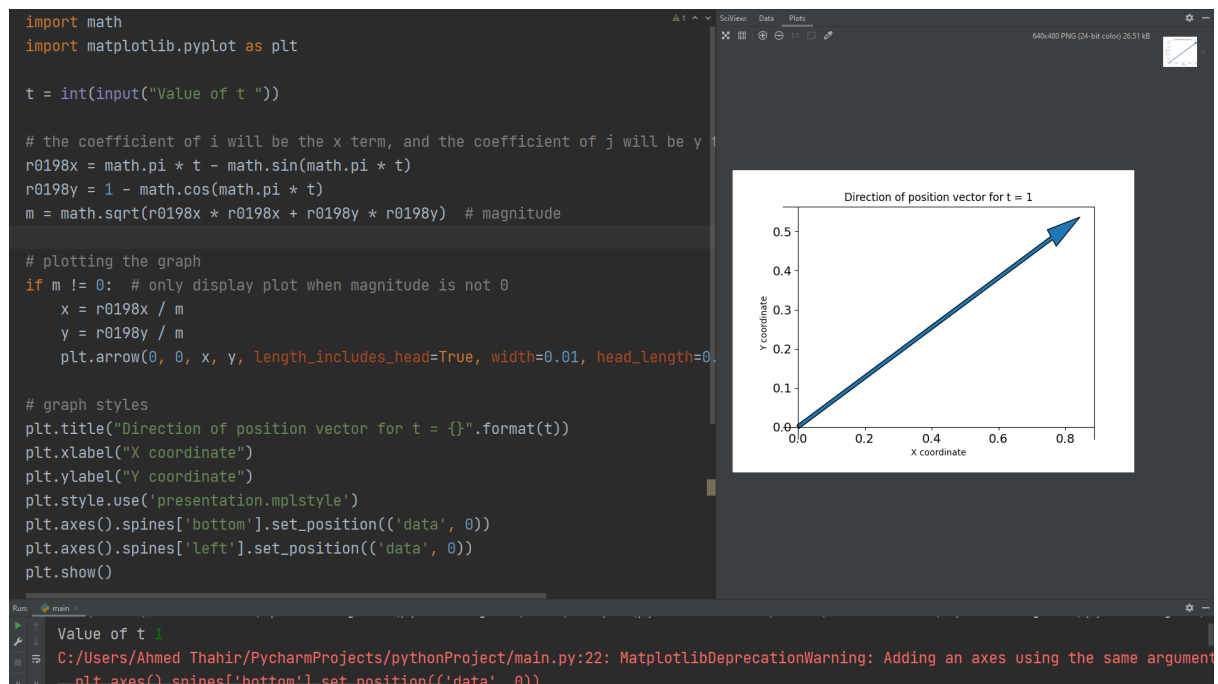 import math
import matplotlib.pyplot as plt
t = int(input("Value of t "))
# the coefficient of i will be the x term, and the coefficient of j will be y
r0198x = math.pi * t - math.sin(math.pi * t)
r0198y = 1 - math.cos(math.pi * t)
m = math.sqrt(r0198x * r0198x + r0198y * r0198y)  # magnitude
# plotting the graph
if m != 0:  # only display plot when magnitude is not 0
    x = r0198x / m
    y = r0198y / m
    plt.arrow(0, 0, x, y, length_includes_head=True, width=0.01, head_length=0.
# graph styles
plt.title("Direction of position vector for t = {}".format(t))
plt.xlabel("X coordinate")
plt.ylabel("Y coordinate")
plt.style.use('presentation.mplstyle')
plt.axes().spines['bottom'].set_position(('data', 0))
plt.axes().spines['left'].set_position(('data', 0))
plt.show()
1
SciView: Data Plots
640x480 PNG (24-bit color) 26.51 kB
Direction of position vector for t = 1
0.5
0.4
0.3
0.2
0.1
0.0
Y coordinate
0.0 0.2 0.4 0.6 0.8
X coordinate
Run: main
Value of t 1
C:/Users/Ahmed Thahir/PycharmProjects/pythonProject/main.py:22: MatplotlibDeprecationWarning: Adding an axes using the same argument
plt.axes().spines['bottom'].set_position(('data', 0))